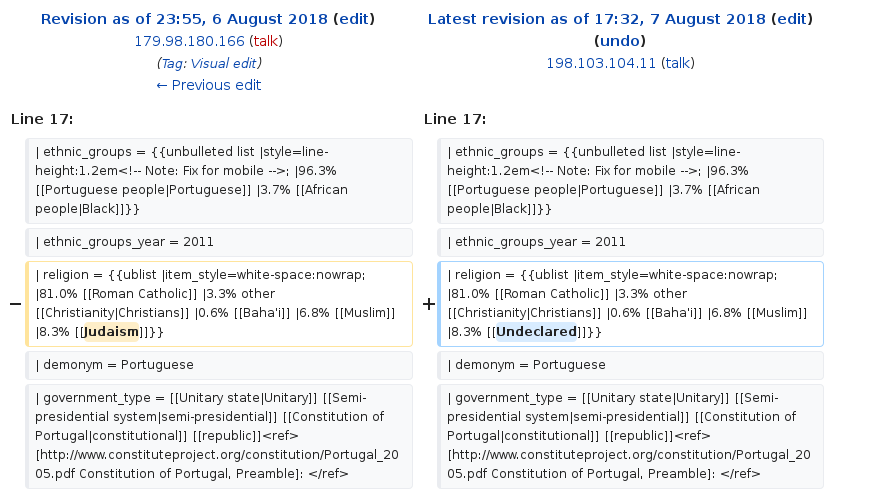 Revision as of 23:55, 6 August 2018 (edit)
179.98.180.166 (talk)
(Tag: Visual edit)
← Previous edit
Latest revision as of 17:32, 7 August 2018 (edit)
(undo)
198.103.104.11 (talk)
Line 17:
Line 17:
| ethnic_groups = {{unbulleted list |style=line-
height:1.2em<!-- Note: Fix for mobile -->; |96.3%
[[Portuguese people|Portuguese]] |3.7% [[African
people|Black]]}}
| ethnic_groups = {{unbulleted list |style=line-
height:1.2em<!-- Note: Fix for mobile -->; |96.3%
[[Portuguese people|Portuguese]] |3.7% [[African
people|Black]]}}
| ethnic_groups_year = 2011
| ethnic_groups_year = 2011
− | religion = {{ublist |item_style=white-space:nowrap;
|81.0% [[Roman Catholic]] |3.3% other
[[Christianity|Christians]] |0.6% [[Baha'i]] |6.8% [[Muslim]]
|8.3% [[Judaism]]}}
+ | religion = {{ublist |item_style=white-space:nowrap;
|81.0% [[Roman Catholic]] |3.3% other
[[Christianity|Christians]] |0.6% [[Baha'i]] |6.8% [[Muslim]]
|8.3% [[Undeclared]]}}
| demonym = Portuguese
| demonym = Portuguese
| government_type = [[Unitary state|Unitary]] [[Semi-
presidential system|semi-presidential]] [[Constitution of
Portugal|constitutional]] [[republic]]<ref>
[http://www.constituteproject.org/constitution/Portugal_20
05.pdf Constitution of Portugal, Preamble]: </ref>
| government_type = [[Unitary state|Unitary]] [[Semi-
presidential system|semi-presidential]] [[Constitution of
Portugal|constitutional]] [[republic]]<ref>
[http://www.constituteproject.org/constitution/Portugal_20
05.pdf Constitution of Portugal, Preamble]: </ref>